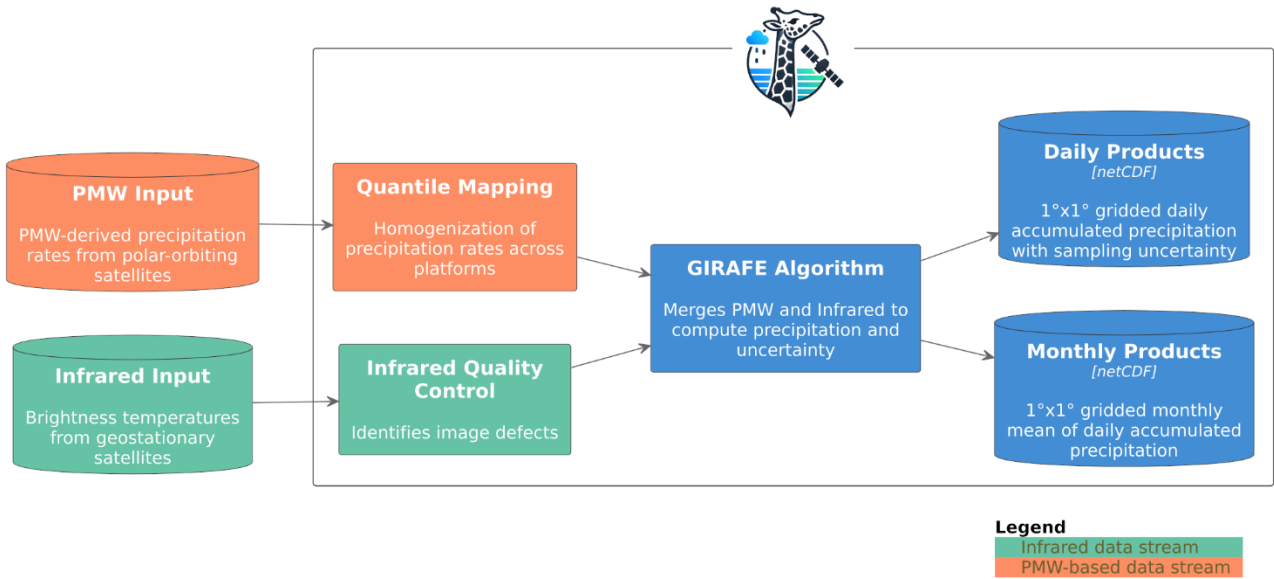 PMW Input
PMW-derived precipitation
rates from polar-orbiting
satellites
Infrared Input
Brightness temperatures
from geostationary
satellites
Quantile Mapping
Homogenization of
precipitation rates across
platforms
Infrared Quality
Control
Identifies image defects
GIRAFE Algorithm
Merges PMW and Infrared to
compute precipitation and
uncertainty
Daily Products
[netCDF]
1°x1° gridded daily
accumulated precipitation
with sampling uncertainty
Monthly Products
[netCDF]
1°x1° gridded monthly
mean of daily accumulated
precipitation
Legend
Infrared data stream
PMW-based data stream